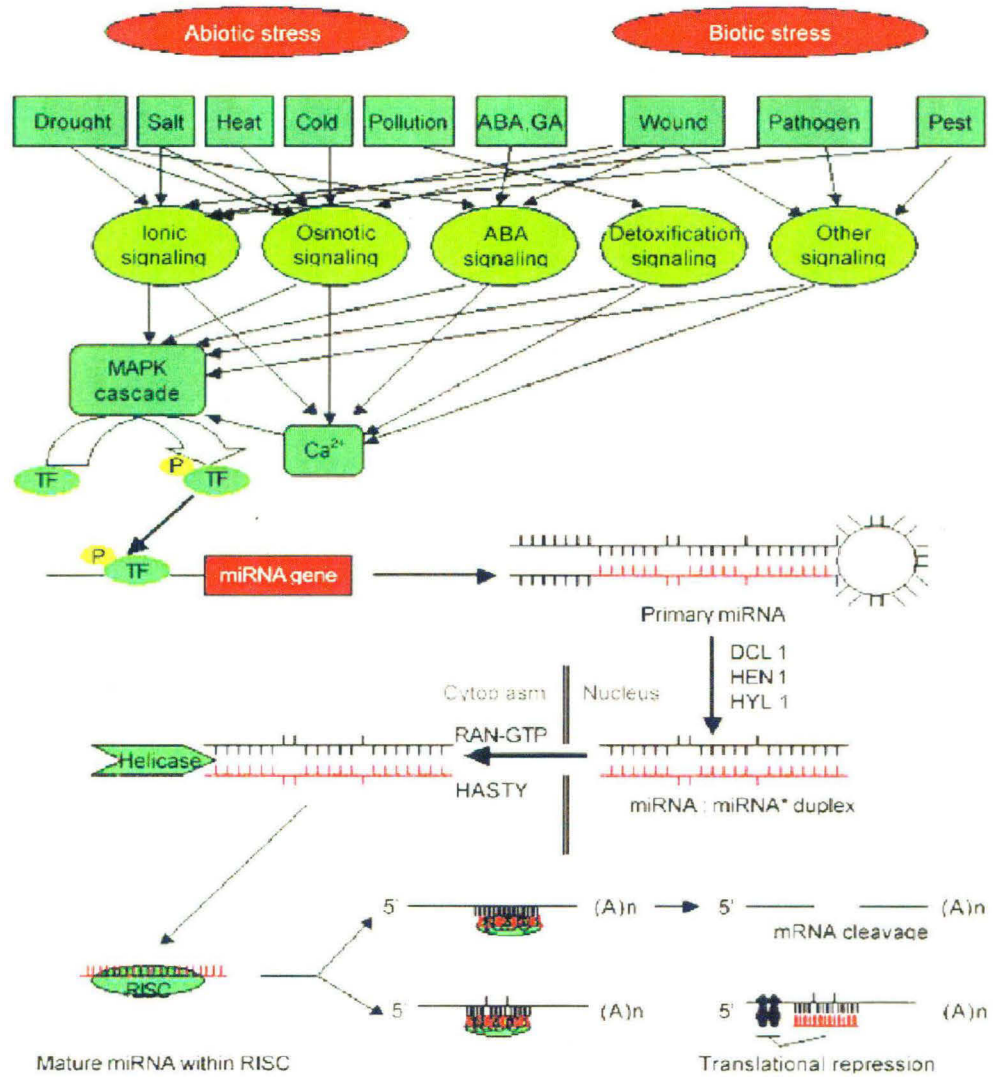 Abiotic stress Biotic stress
Drought Salt Heat Cold Pollution ABA, GA Wound Pathogen Pest
Ionic signaling
Osmotic signaling
ABA signaling
Detoxification signaling
Other signaling
MAPK
cascade
Ca²⁺
TF P TF
P TF miRNA gene
Primary miRNA
DCL 1
HEN 1
HYL 1
Cytoplasm Nucleus
RAN-GTP
Helicase
HASTY
miRNA : miRNA* duplex
5' (A)n 5' (A)n
mRNA cleavage
RISC
5' (A)n 5' (A)n
Mature miRNA within RISC Translational repression